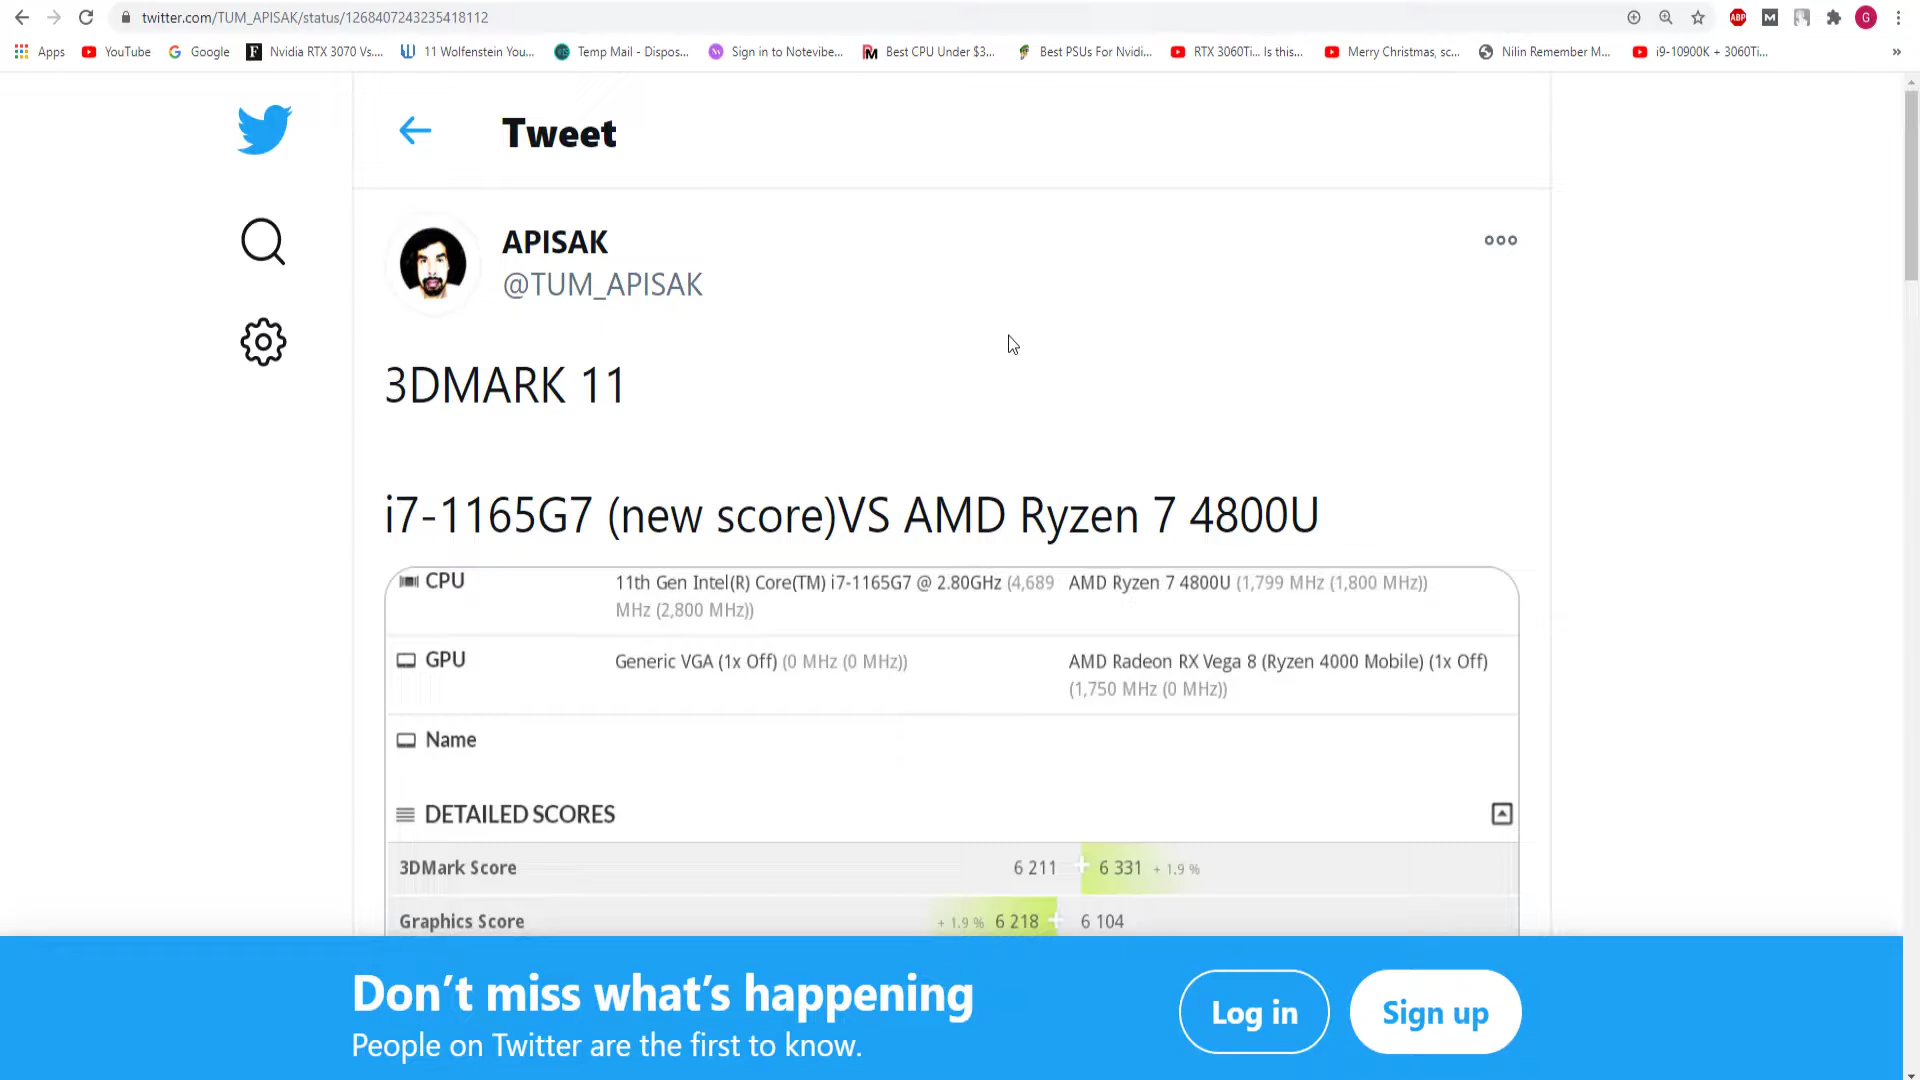 twitter.com/TUM_APISAK/status/1268407243235418112
ABP
M
G
Apps
YouTube
Google
Nvidia RTX 3070 Vs...
11 Wolfenstein You...
Temp Mail - Dispos...
Sign in to Notevibe...
Best CPU Under $3...
Best PSUs For Nvidi...
RTX 3060Ti... Is this...
Merry Christmas, sc...
Nilin Remember M...
i9-10900K + 3060Ti...
»
Tweet
APISAK
@TUM_APISAK
3DMARK 11
i7-1165G7 (new score)VS AMD Ryzen 7 4800U
CPU
11th Gen Intel(R) Core(TM) i7-1165G7 @ 2.80GHz (4,689
MHz (2,800 MHz))
AMD Ryzen 7 4800U (1,799 MHz (1,800 MHz))
GPU
Generic VGA (1x Off) (0 MHz (0 MHz))
AMD Radeon RX Vega 8 (Ryzen 4000 Mobile) (1x Off)
(1,750 MHz (0 MHz))
Name
DETAILED SCORES
3DMark Score 6 211 6 331 + 1.9 %
Graphics Score + 1.9 % 6 218 6 104
Don't miss what's happening
People on Twitter are the first to know.
Log in
Sign up